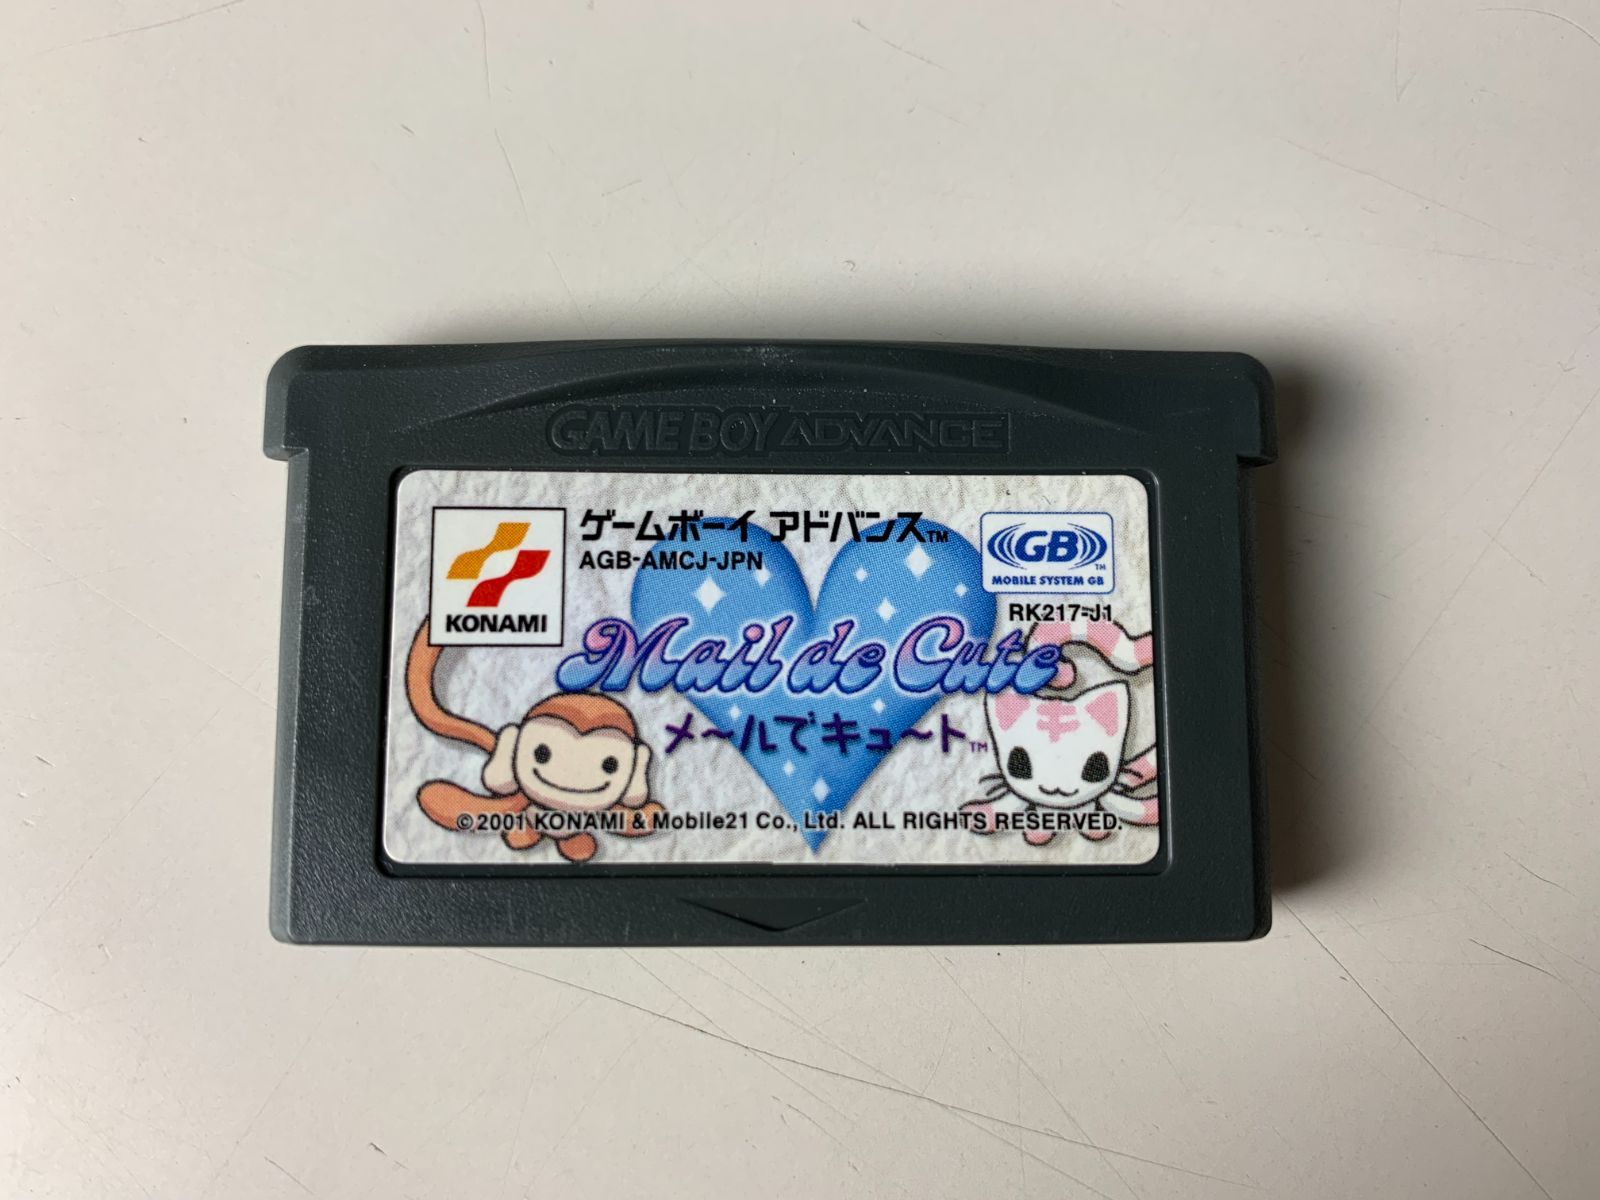 GAME BOY ADVANCE
KONAMI
ゲームボーイ アドバンス™
AGB-AMCJ-JPN
GB™
MOBILE SYSTEM GB
RK217-J1
Mail de Cute
メ〜ルでキュ〜ト™
©2001 KONAMI & Mobile21 Co., Ltd. ALL RIGHTS RESERVED.